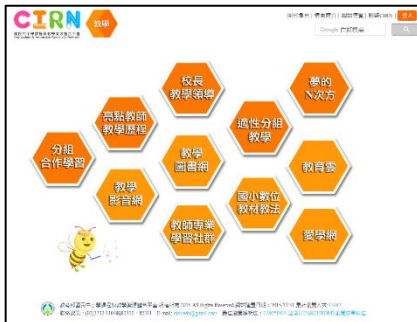 CIRN
教學
登入
Google
校長
教學領導
夢的
N次方
亮點教師
教學歷程
適性分組
教學
分組
合作學習
教學
圖書網
教育雲
教學
影音網
國小數位
教材教法
教師專業
學習社群
愛學網